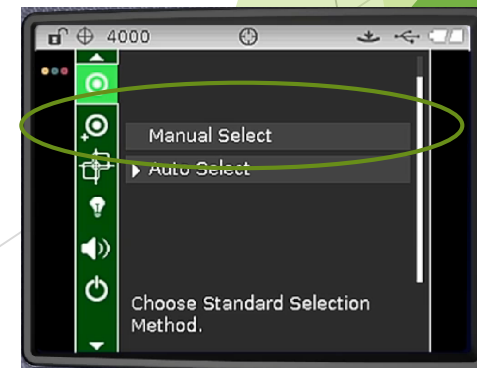 4000
Manual Select
Auto Select
Choose Standard Selection
Method.